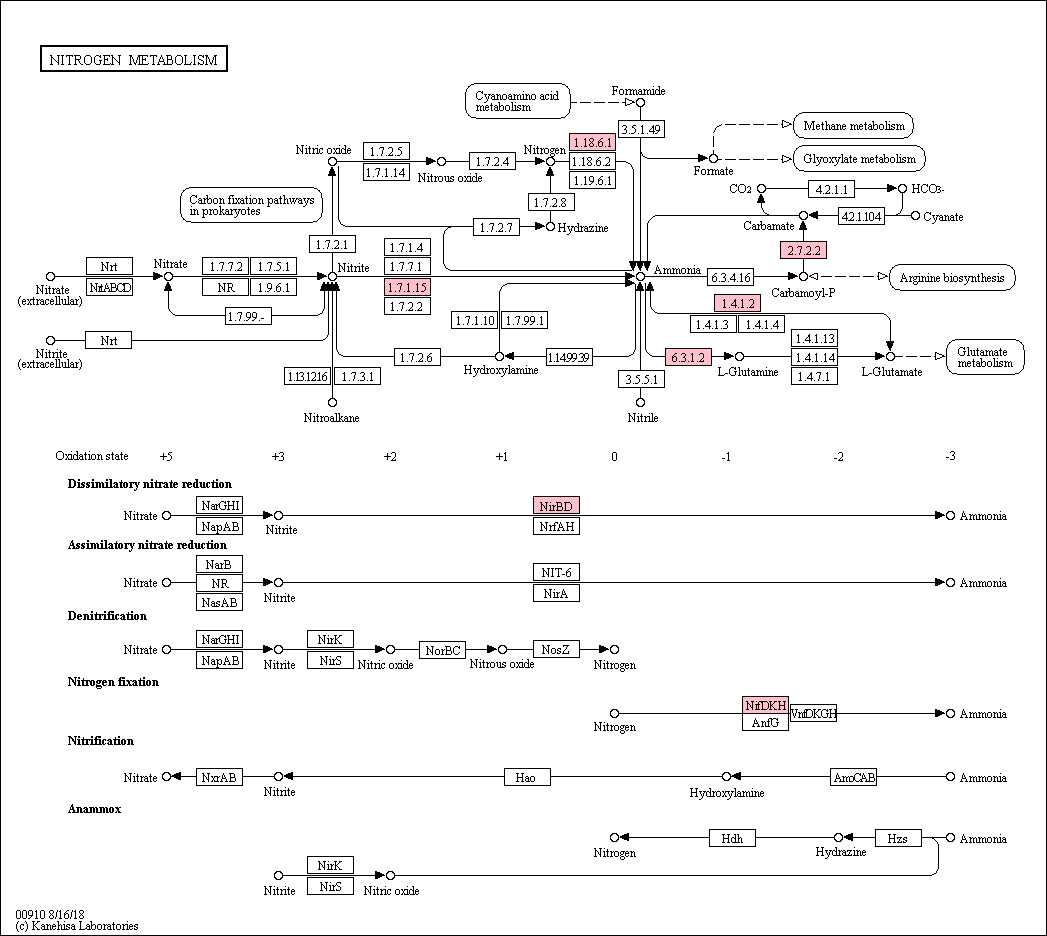 NITROGEN METABOLISM
Cyanoamino acid
metabolism
Formamide
3.5.1.49
Methane metabolism
Glyoxylate metabolism
Formate
Nitric oxide
1.7.2.5
1.7.1.14
Nitrous oxide
1.7.2.4
Nitrogen
1.18.6.1
1.18.6.2
1.19.6.1
CO2
4.2.1.1
HCO3-
Carbon fixation pathways
in prokaryotes
1.7.2.8
1.7.2.7
Hydrazine
Carbamate
4.2.1.104
Cyanate
1.7.2.1
2.7.2.2
Nrt
NrtABCD
Nitrate
(extracellular)
Nitrate
1.7.7.2
1.7.5.1
NR
1.9.6.1
Nitrite
1.7.1.4
1.7.7.1
1.7.1.15
1.7.2.2
Ammonia
6.3.4.16
Carbamoyl-P
Arginine biosynthesis
1.7.99.-
1.4.1.2
1.4.1.3
1.4.1.4
Nrt
Nitrite
(extracellular)
1.7.1.10
1.7.99.1
1.7.2.6
Hydroxylamine
1.14.99.39
6.3.1.2
L-Glutamine
1.4.1.13
1.4.1.14
1.4.7.1
L-Glutamate
Glutamate
metabolism
1.13.12.16
1.7.3.1
3.5.5.1
Nitroalkane
Nitrile
Oxidation state +5 +3 +2 +1 0 -1 -2 -3
Dissimilatory nitrate reduction
Nitrate
NarGHI
NapAB
Nitrite
NirBD
NrfAH
Ammonia
Assimilatory nitrate reduction
Nitrate
NarB
NR
NasAB
Nitrite
NIT-6
NirA
Ammonia
Denitrification
Nitrate
NarGHI
NapAB
Nitrite
NirK
NirS
Nitric oxide
NorBC
Nitrous oxide
NosZ
Nitrogen
Nitrogen fixation
Nitrogen
NifDKH
AnfG
VnfDKGH
Ammonia
Nitrification
Nitrate
NxrAB
Nitrite
Hao
Hydroxylamine
AmoCAB
Ammonia
Anammox
Nitrogen
Hdh
Hydrazine
Hzs
Ammonia
Nitrite
NirK
NirS
Nitric oxide
00910 8/16/18
(c) Kanehisa Laboratories